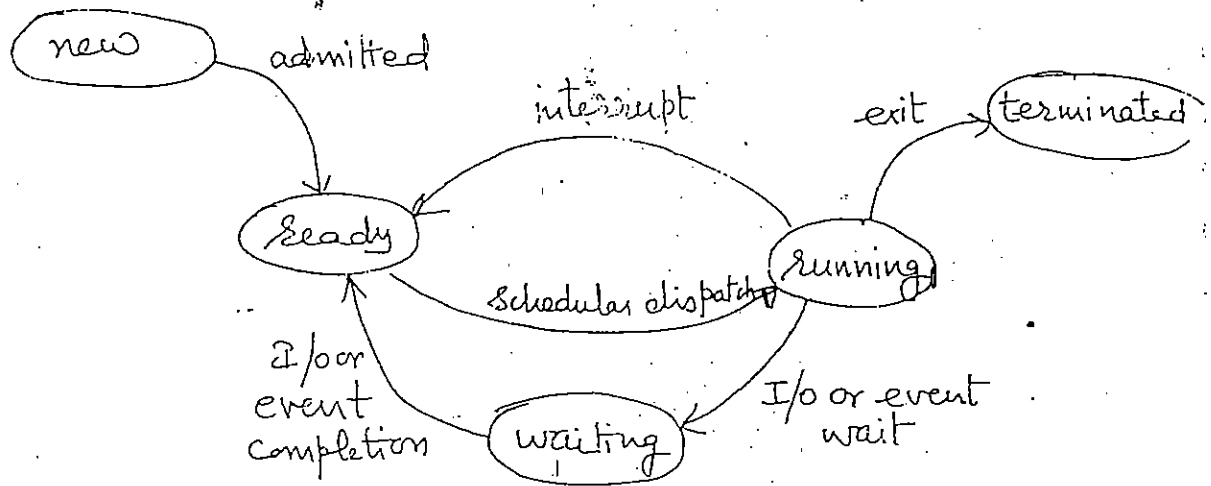 new
admitted
interrupt
exit
terminated
ready
running
schedular dispatch
I/o or
event
completion
I/o or event
wait
waiting